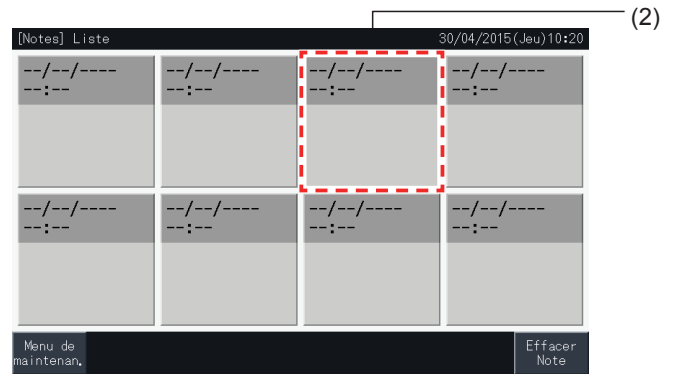 (2)
[Notes] Liste 30/04/2015(Jeu)10:20
--/--/---- --/--/---- --/--/---- --/--/----
--:-- --:-- --:-- --:--
--/--/---- --/--/---- --/--/---- --/--/----
--:-- --:-- --:-- --:--
Menu de Effacer
maintenan. Note